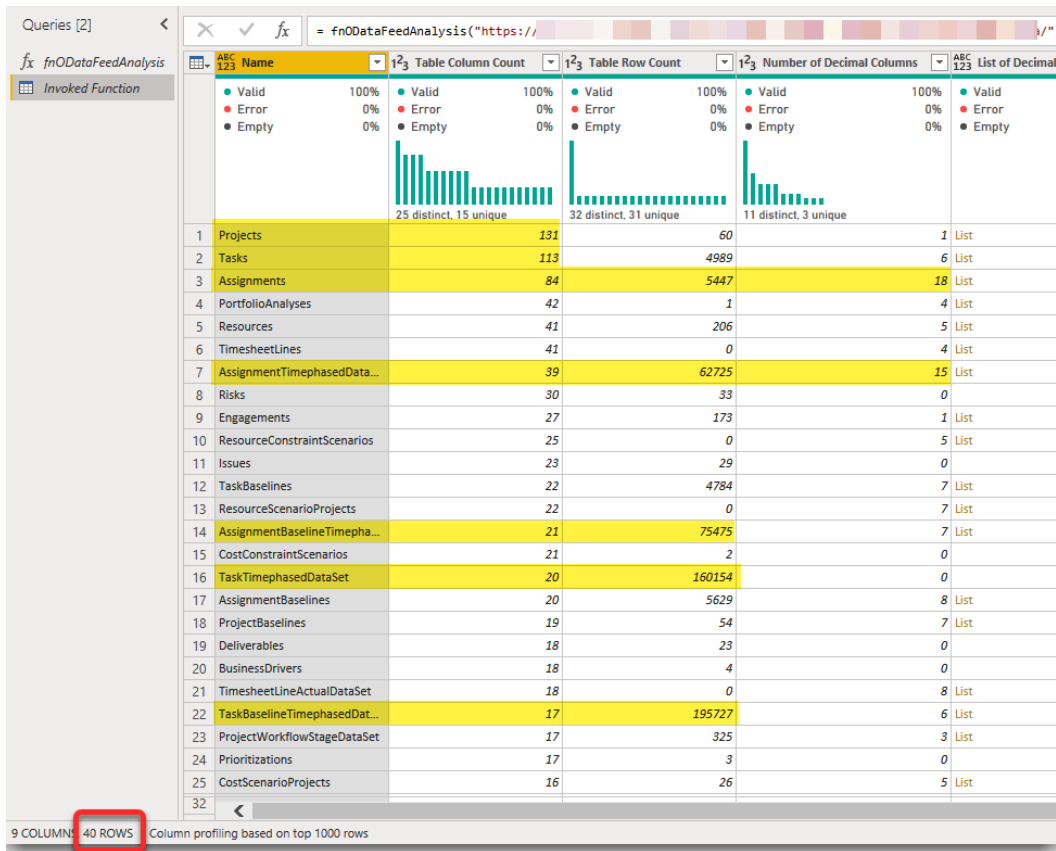 Queries [2]
fx = fnODataFeedAnalysis("https:// a/"
fx fnODataFeedAnalysis
Invoked Function
ABC 123 Name 1²3 Table Column Count 1²3 Table Row Count 1²3 Number of Decimal Columns ABC 123 List of Decimal
Valid 100% Valid 100% Valid 100% Valid 100% Valid
Error 0% Error 0% Error 0% Error 0% Error
Empty 0% Empty 0% Empty 0% Empty 0% Empty
25 distinct, 15 unique 32 distinct, 31 unique 11 distinct, 3 unique
1 Projects 131 60 1 List
2 Tasks 113 4989 6 List
3 Assignments 84 5447 18 List
4 PortfolioAnalyses 42 1 4 List
5 Resources 41 206 5 List
6 TimesheetLines 41 0 4 List
7 AssignmentTimephasedData... 39 62725 15 List
8 Risks 30 33 0
9 Engagements 27 173 1 List
10 ResourceConstraintScenarios 25 0 5 List
11 Issues 23 29 0
12 TaskBaselines 22 4784 7 List
13 ResourceScenarioProjects 22 0 7 List
14 AssignmentBaselineTimepha... 21 75475 7 List
15 CostConstraintScenarios 21 2 0
16 TaskTimephasedDataSet 20 160154 0
17 AssignmentBaselines 20 5629 8 List
18 ProjectBaselines 19 54 7 List
19 Deliverables 18 23 0
20 BusinessDrivers 18 4 0
21 TimesheetLineActualDataSet 18 0 8 List
22 TaskBaselineTimephasedDat... 17 195727 6 List
23 ProjectWorkflowStageDataSet 17 325 3 List
24 Prioritizations 17 3 0
25 CostScenarioProjects 16 26 5 List
32
9 COLUMNS 40 ROWS Column profiling based on top 1000 rows